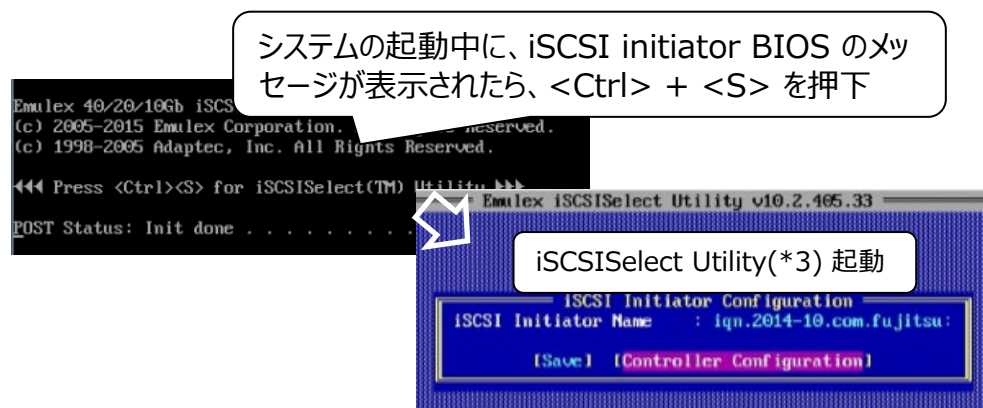 システムの起動中に、iSCSI initiator BIOS のメッ
セージが表示されたら、<Ctrl> + <S> を押下
Emulex 40/20/10Gb iSCS
(c) 2005-2015 Emulex Corporation. Reserved.
(c) 1998-2005 Adaptec, Inc. All Rights Reserved.
◄◄◄ Press <Ctrl><S> for iSCSISelect(TM) Utility ►►►
POST Status: Init done . . . . . . . . .
Emulex iSCSISelect Utility v10.2.405.33
iSCSISelect Utility(*3) 起動
iSCSI Initiator Configuration
iSCSI Initiator Name : iqn.2014-10.com.fujitsu:
[Save] [Controller Configuration]